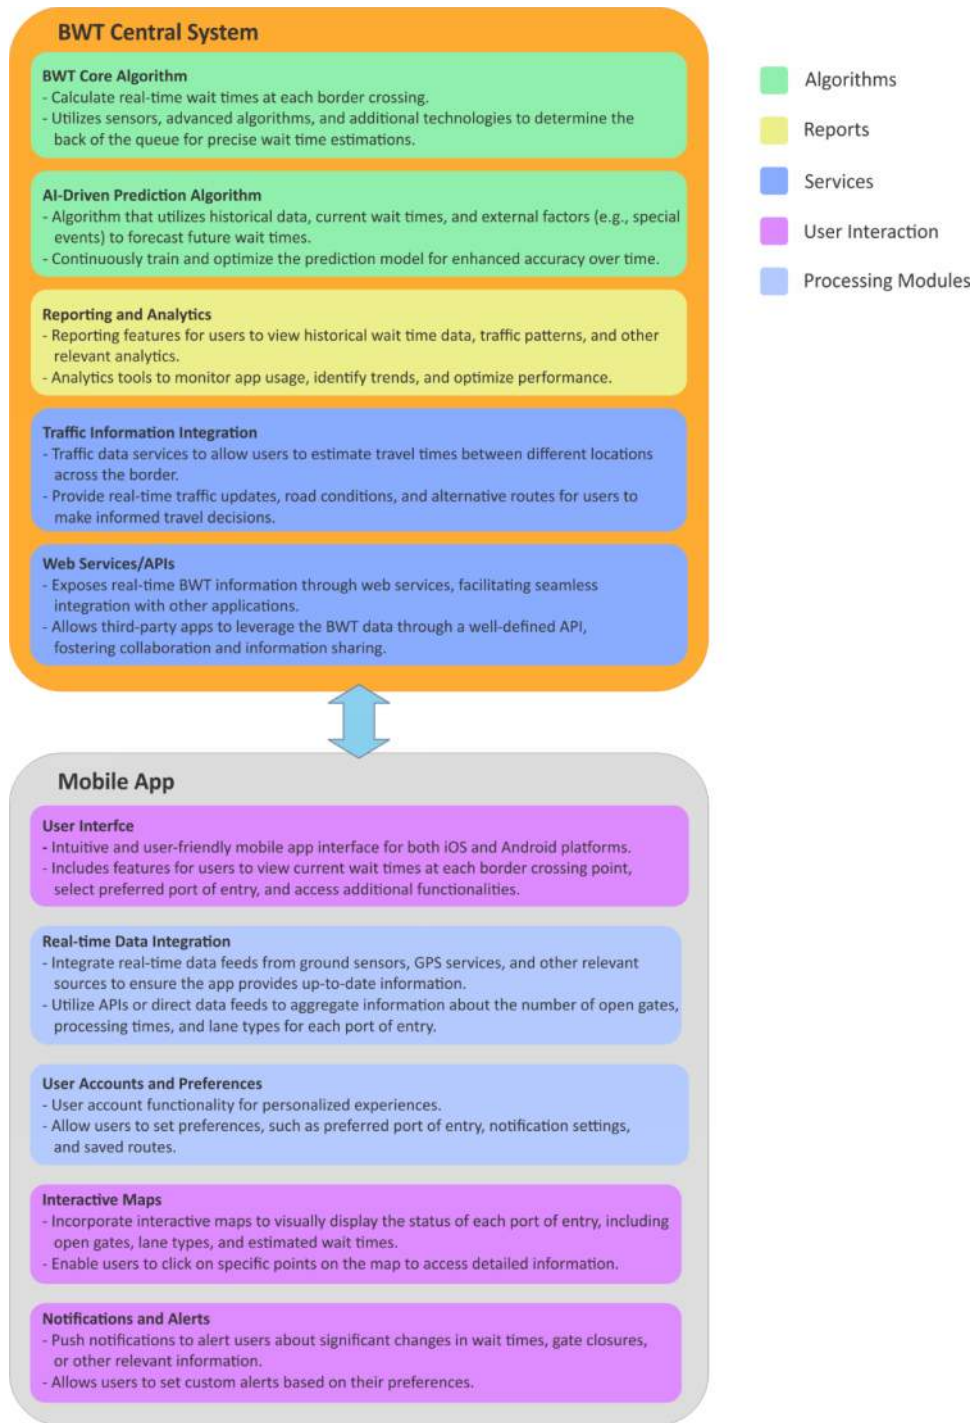 BWT Central System
BWT Core Algorithm
- Calculate real-time wait times at each border crossing.
- Utilizes sensors, advanced algorithms, and additional technologies to determine the
back of the queue for precise wait time estimations.
AI-Driven Prediction Algorithm
- Algorithm that utilizes historical data, current wait times, and external factors (e.g., special
events) to forecast future wait times.
- Continuously train and optimize the prediction model for enhanced accuracy over time.
Reporting and Analytics
- Reporting features for users to view historical wait time data, traffic patterns, and other
relevant analytics.
- Analytics tools to monitor app usage, identify trends, and optimize performance.
Traffic Information Integration
- Traffic data services to allow users to estimate travel times between different locations
across the border.
- Provide real-time traffic updates, road conditions, and alternative routes for users to
make informed travel decisions.
Web Services/APIs
- Exposes real-time BWT information through web services, facilitating seamless
integration with other applications.
- Allows third-party apps to leverage the BWT data through a well-defined API,
fostering collaboration and information sharing.
Algorithms
Reports
Services
User Interaction
Processing Modules
Mobile App
User Interfce
- Intuitive and user-friendly mobile app interface for both iOS and Android platforms.
- Includes features for users to view current wait times at each border crossing point,
select preferred port of entry, and access additional functionalities.
Real-time Data Integration
- Integrate real-time data feeds from ground sensors, GPS services, and other relevant
sources to ensure the app provides up-to-date information.
- Utilize APIs or direct data feeds to aggregate information about the number of open gates,
processing times, and lane types for each port of entry.
User Accounts and Preferences
- User account functionality for personalized experiences.
- Allow users to set preferences, such as preferred port of entry, notification settings,
and saved routes.
Interactive Maps
- Incorporate interactive maps to visually display the status of each port of entry, including
open gates, lane types, and estimated wait times.
- Enable users to click on specific points on the map to access detailed information.
Notifications and Alerts
- Push notifications to alert users about significant changes in wait times, gate closures,
or other relevant information.
- Allows users to set custom alerts based on their preferences.